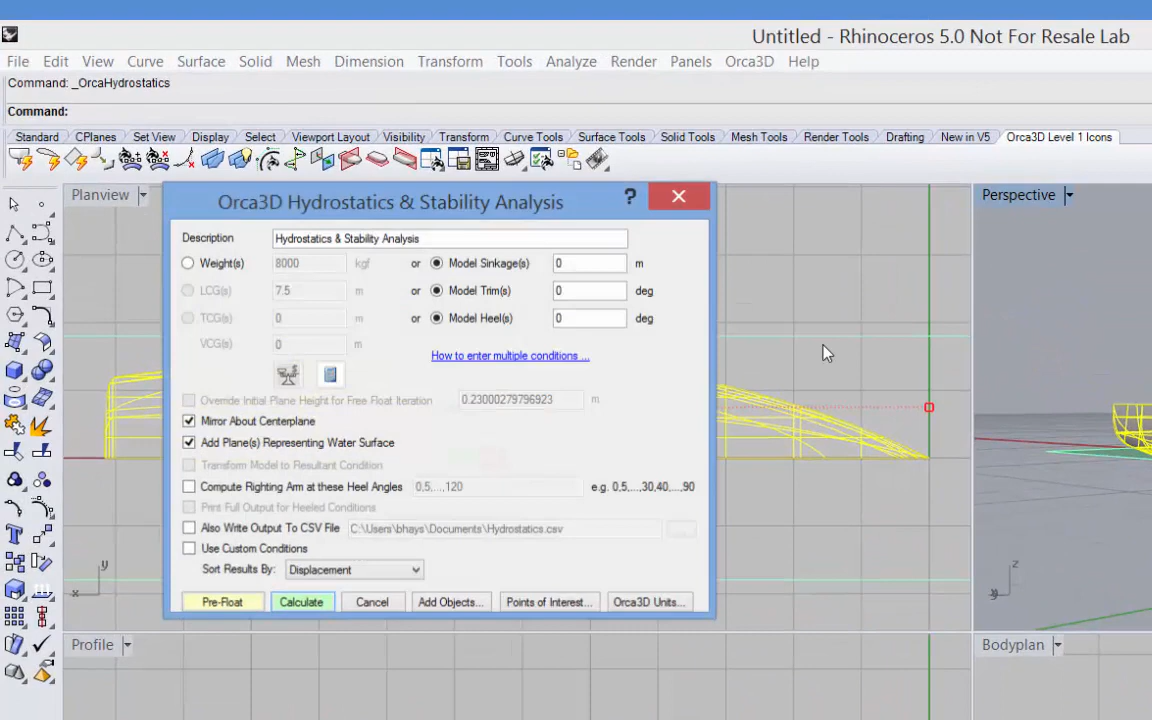 Untitled - Rhinoceros 5.0 Not For Resale Lab
File Edit View Curve Surface Solid Mesh Dimension Transform Tools Analyze Render Panels Orca3D Help
Command: _OrcaHydrostatics
Command:
Standard CPlanes Set View Display Select Viewport Layout Visibility Transform Curve Tools Surface Tools Solid Tools Mesh Tools Render Tools Drafting New in V5 Orca3D Level 1 Icons
Planview
Perspective
Orca3D Hydrostatics & Stability Analysis ?
Description Hydrostatics & Stability Analysis
Weight(s) 8000 kgf or Model Sinkage(s) 0 m
LCG(s) 7.5 m or Model Trim(s) 0 deg
TCG(s) 0 m or Model Heel(s) 0 deg
VCG(s) 0 m
How to enter multiple conditions ...
Override Initial Plane Height for Free Float Iteration 0.23000279796923 m
Mirror About Centerplane
Add Plane(s) Representing Water Surface
Transform Model to Resultant Condition
Compute Righting Arm at these Heel Angles 0,5,...,120 e.g. 0,5,...,30,40,...,90
Print Full Output for Heeled Conditions
Also Write Output To CSV File C:\Users\bhays\Documents\Hydrostatics.csv
Use Custom Conditions
Sort Results By: Displacement
Pre-Float Calculate Cancel Add Objects... Points of Interest... Orca3D Units...
y
x
z
Profile
Bodyplan